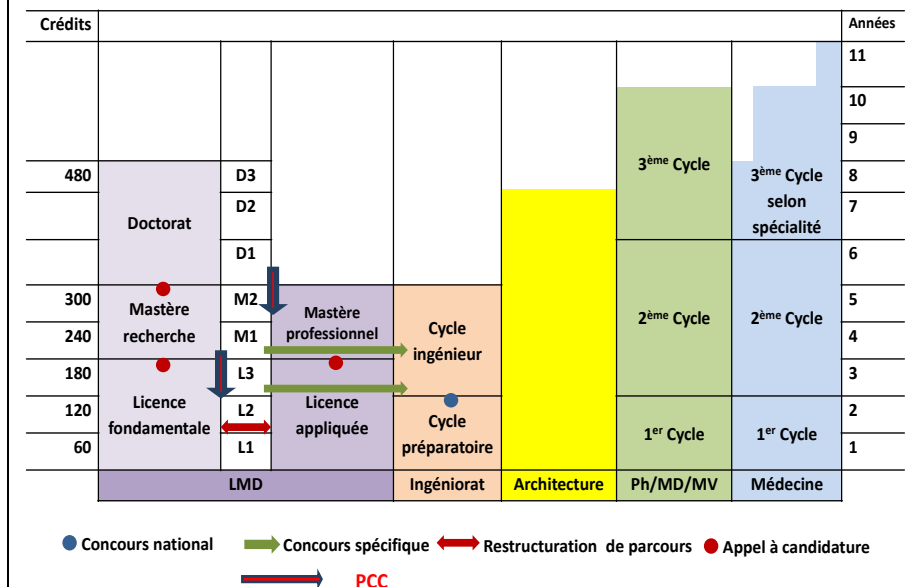 Crédits
Années
11
10
9
480
D3
3ème Cycle
3ème Cycle
selon
spécialité
8
D2
7
Doctorat
D1
6
300
M2
5
Mastère
recherche
Mastère
professionnel
Cycle
ingénieur
2ème Cycle
2ème Cycle
240
M1
4
180
L3
3
120
L2
2
Licence
fondamentale
Licence
appliquée
Cycle
préparatoire
1er Cycle
1er Cycle
60
L1
1
LMD
Ingéniorat
Architecture
Ph/MD/MV
Médecine
Concours national
Concours spécifique
Restructuration de parcours
Appel à candidature
PCC